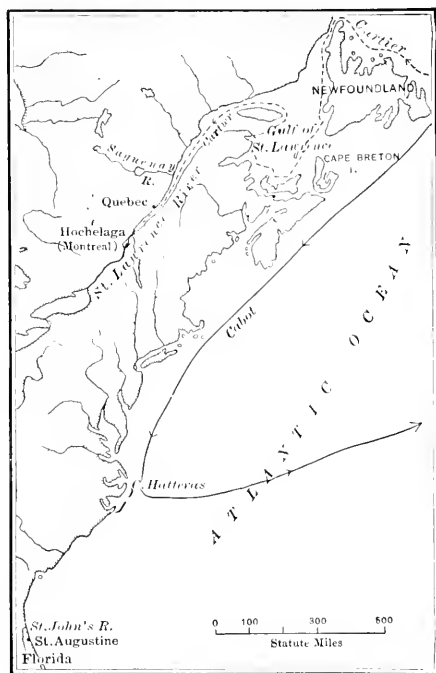 Cartier
NEWFOUNDLAND
Gulf of
St. Lawrence
Cartier
CAPE BRETON
I.
Saguenay
R.
Quebec
Hochelaga
(Montreal)
St. Lawrence River
Cabot
ATLANTIC OCEAN
C. Hatteras
St. John's R.
St. Augustine
Florida
0 100 300 500
Statute Miles